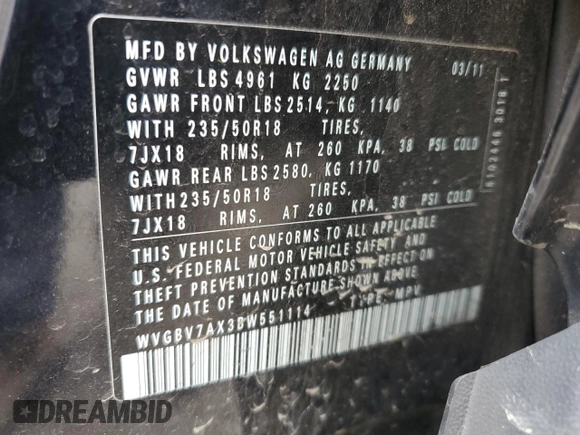 MFD BY VOLKSWAGEN AG GERMANY 03/11
GVWR LBS 4961 KG 2250
GAWR FRONT LBS 2514, KG 1140
WITH 235/50R18 TIRES,
7JX18 RIMS, AT 260 KPA, 38 PSI COLD
GAWR REAR LBS 2580, KG 1170
WITH 235/50R18 TIRES,
7JX18 RIMS, AT 260 KPA, 38 PSI COLD
THIS VEHICLE CONFORMS TO ALL APPLICABLE
U.S. FEDERAL MOTOR VEHICLE SAFETY AND
THEFT PREVENTION STANDARDS IN EFFECT ON
THE DATE OF MANUFACTURE SHOWN ABOVE
WVGBV7AX3BW551114 TYPE: MPV
DREAMBID